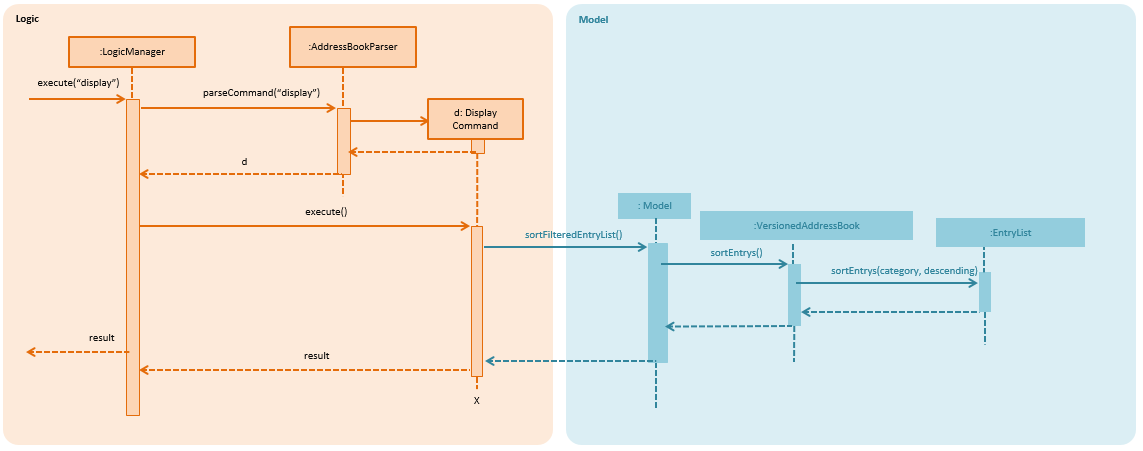 Logic
Model
:LogicManager
:AddressBookParser
execute(“display”)
parseCommand(“display”)
d: Display
Command
d
: Model
execute()
:VersionedAddressBook
:EntryList
sortFilteredEntryList()
sortEntrys()
sortEntrys(category, descending)
result
result
X